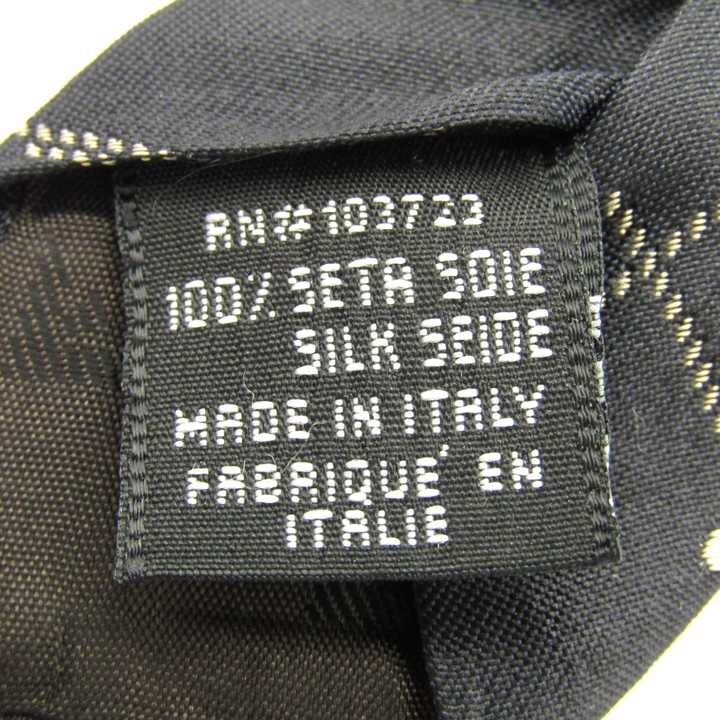 RN#103733
100% SETA SOIE
SILK SEIDE
MADE IN ITALY
FABRIQUE' EN
ITALIE